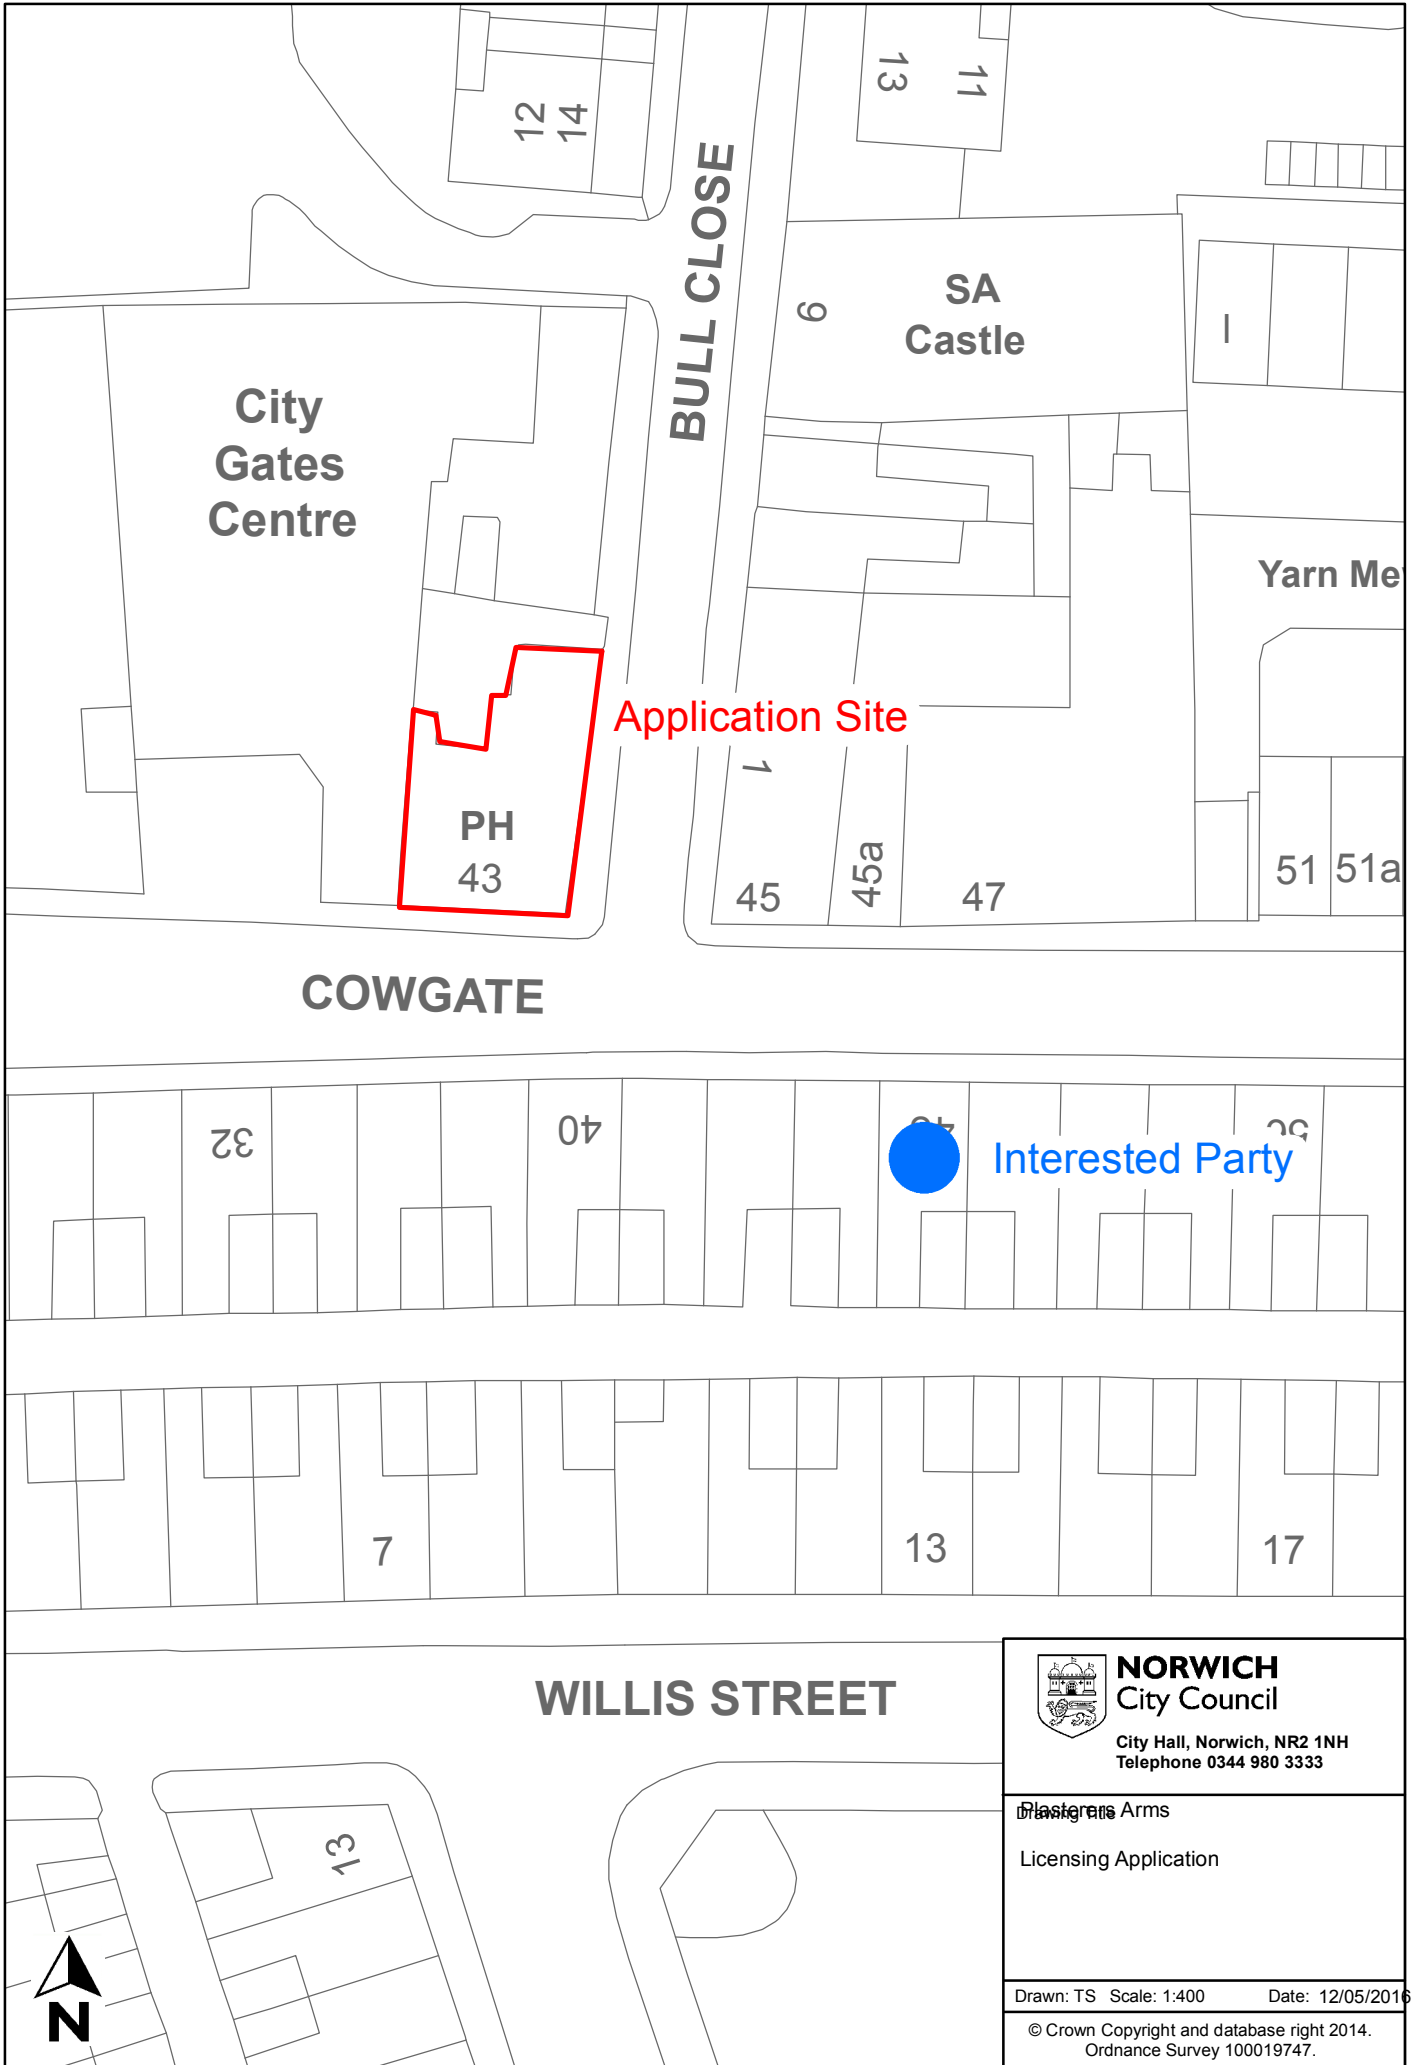 12
14
13
11
BULL CLOSE
9
SA
Castle
I
City
Gates
Centre
Yarn Me
Application Site
1
PH
43
45
45a
47
51
51a
COWGATE
32
40
Interested Party
WILLIS STREET
7
13
17
13
N
NORWICH
City Council
City Hall, Norwich, NR2 1NH
Telephone 0344 980 3333
Drawing Title
Plasterers Arms
Licensing Application
Drawn: TS Scale: 1:400 Date: 12/05/2016
© Crown Copyright and database right 2014.
Ordnance Survey 100019747.